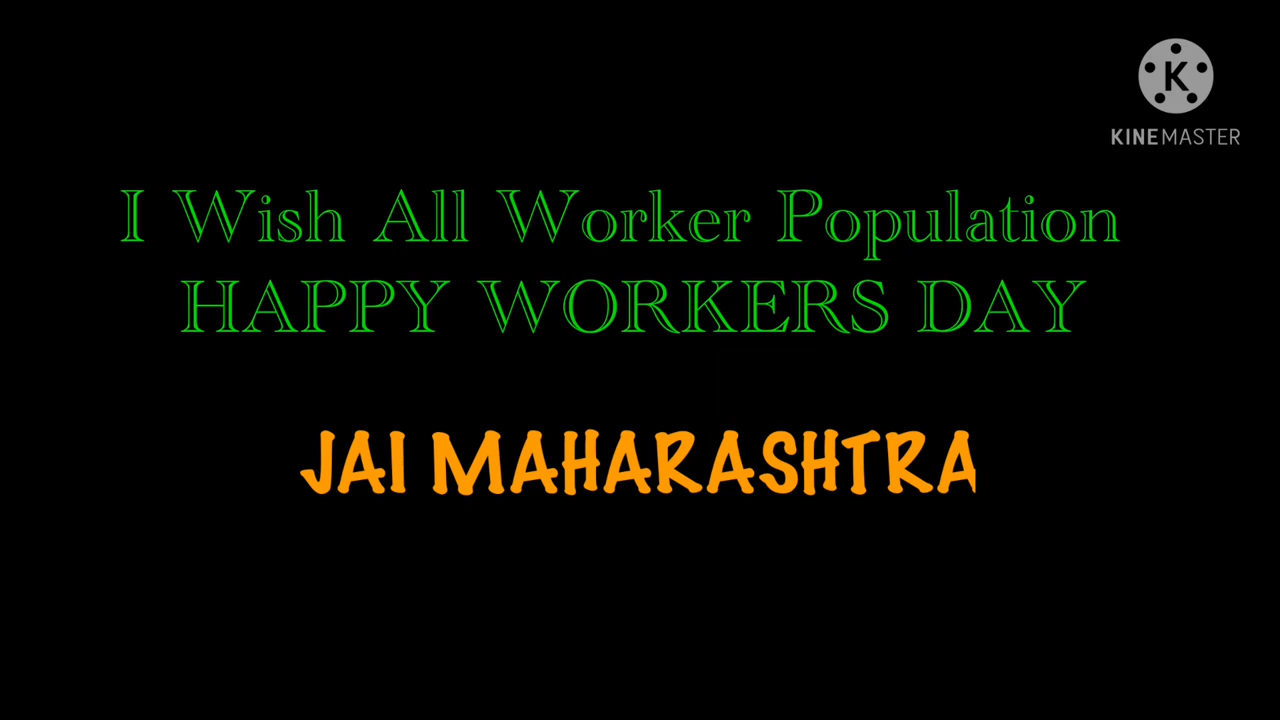 K
KINEMASTER
I Wish All Worker Population
HAPPY WORKERS DAY
JAI MAHARASHTRA